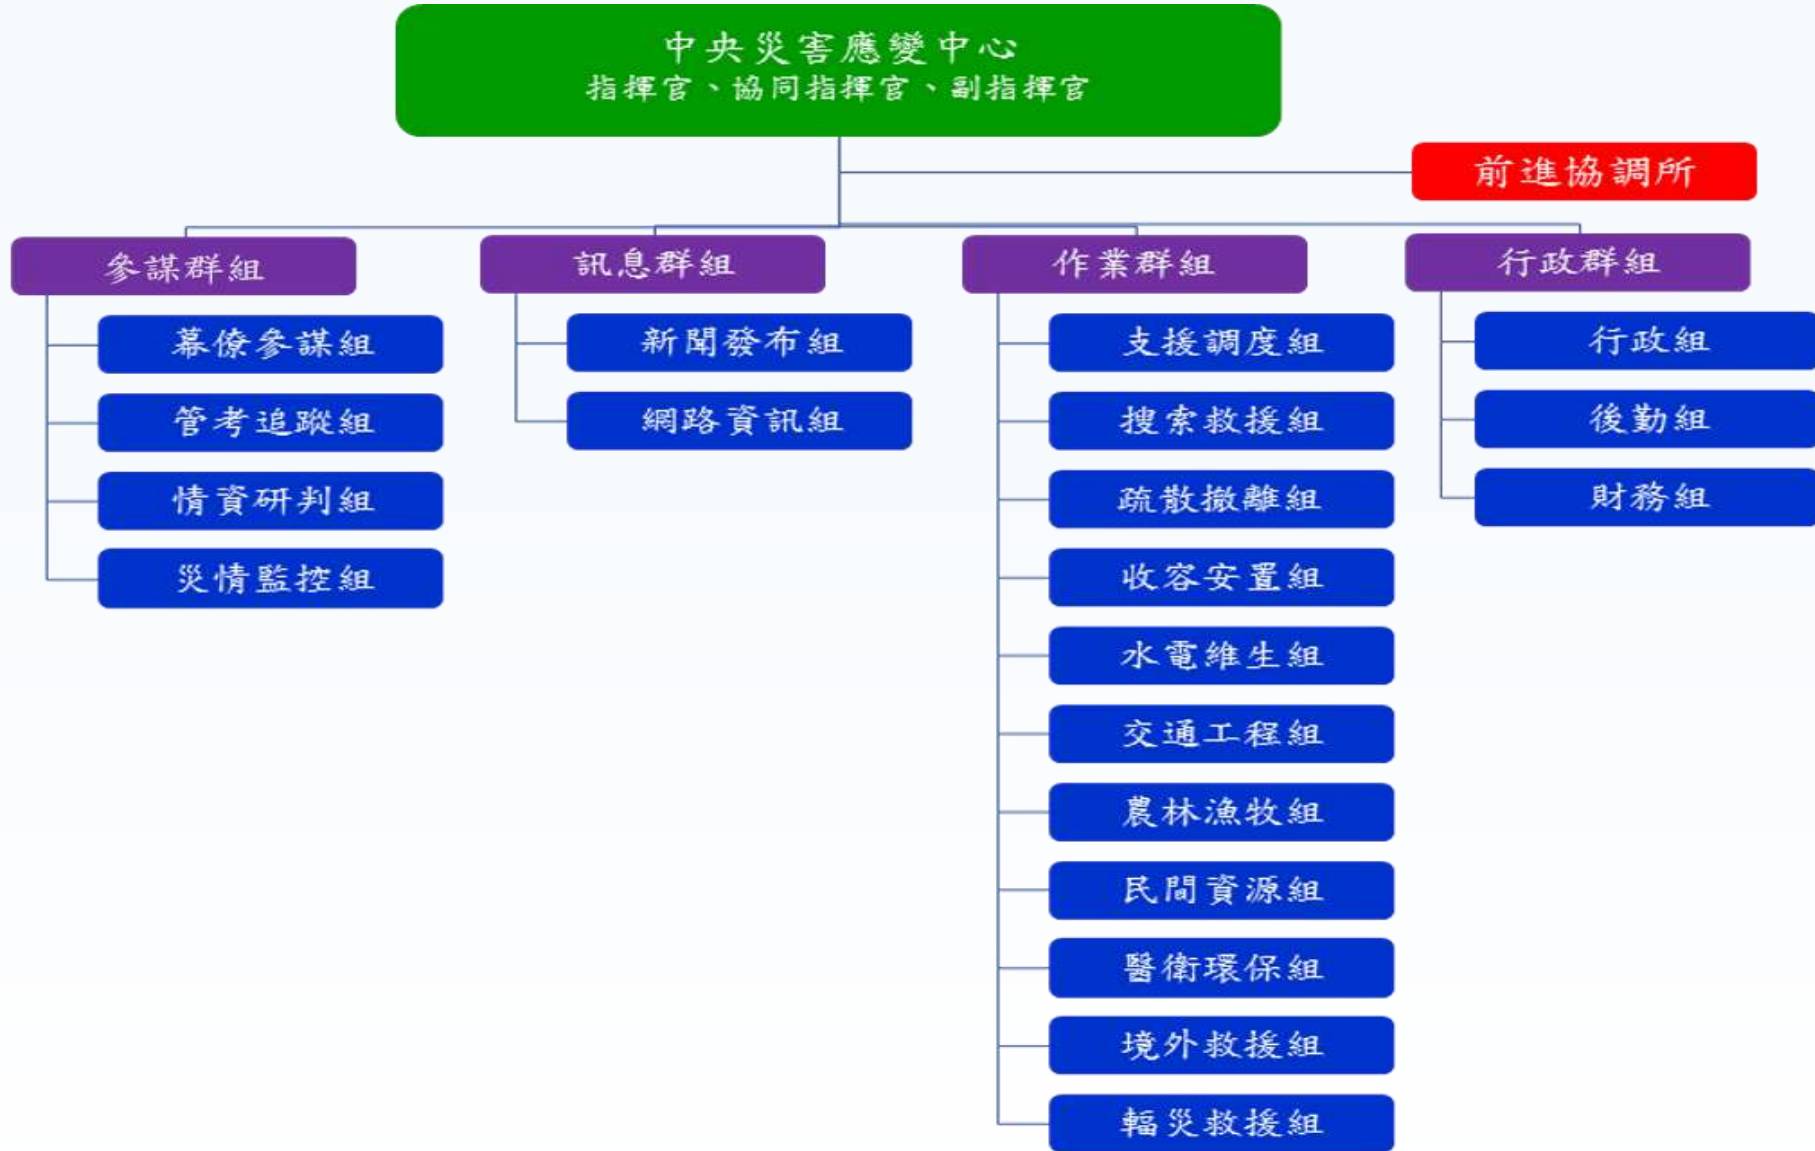 中央災害應變中心
指揮官、協同指揮官、副指揮官
前進協調所
參謀群組
幕僚參謀組
管考追蹤組
情資研判組
災情監控組
訊息群組
新聞發布組
網路資訊組
作業群組
支援調度組
搜索救援組
疏散撤離組
收容安置組
水電維生組
交通工程組
農林漁牧組
民間資源組
醫衛環保組
境外救援組
輻災救援組
行政群組
行政組
後勤組
財務組